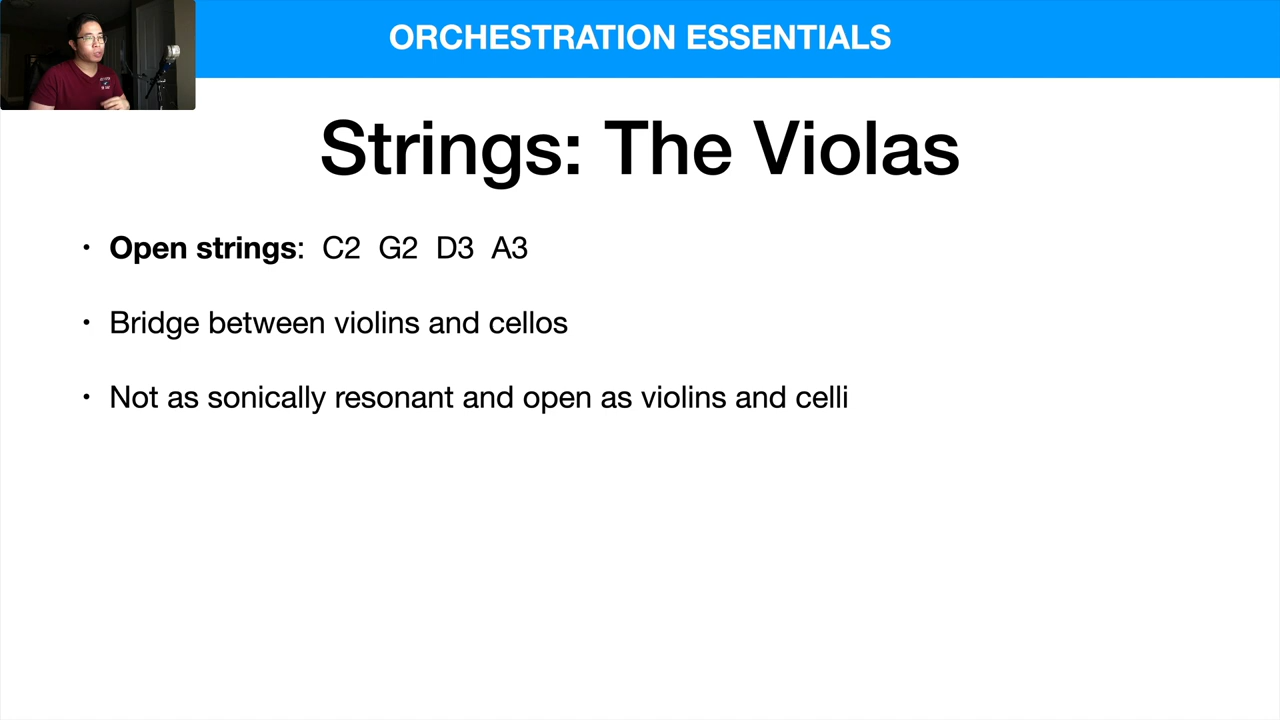 ORCHESTRATION ESSENTIALS
Strings: The Violas
• Open strings: C2 G2 D3 A3
• Bridge between violins and cellos
• Not as sonically resonant and open as violins and celli